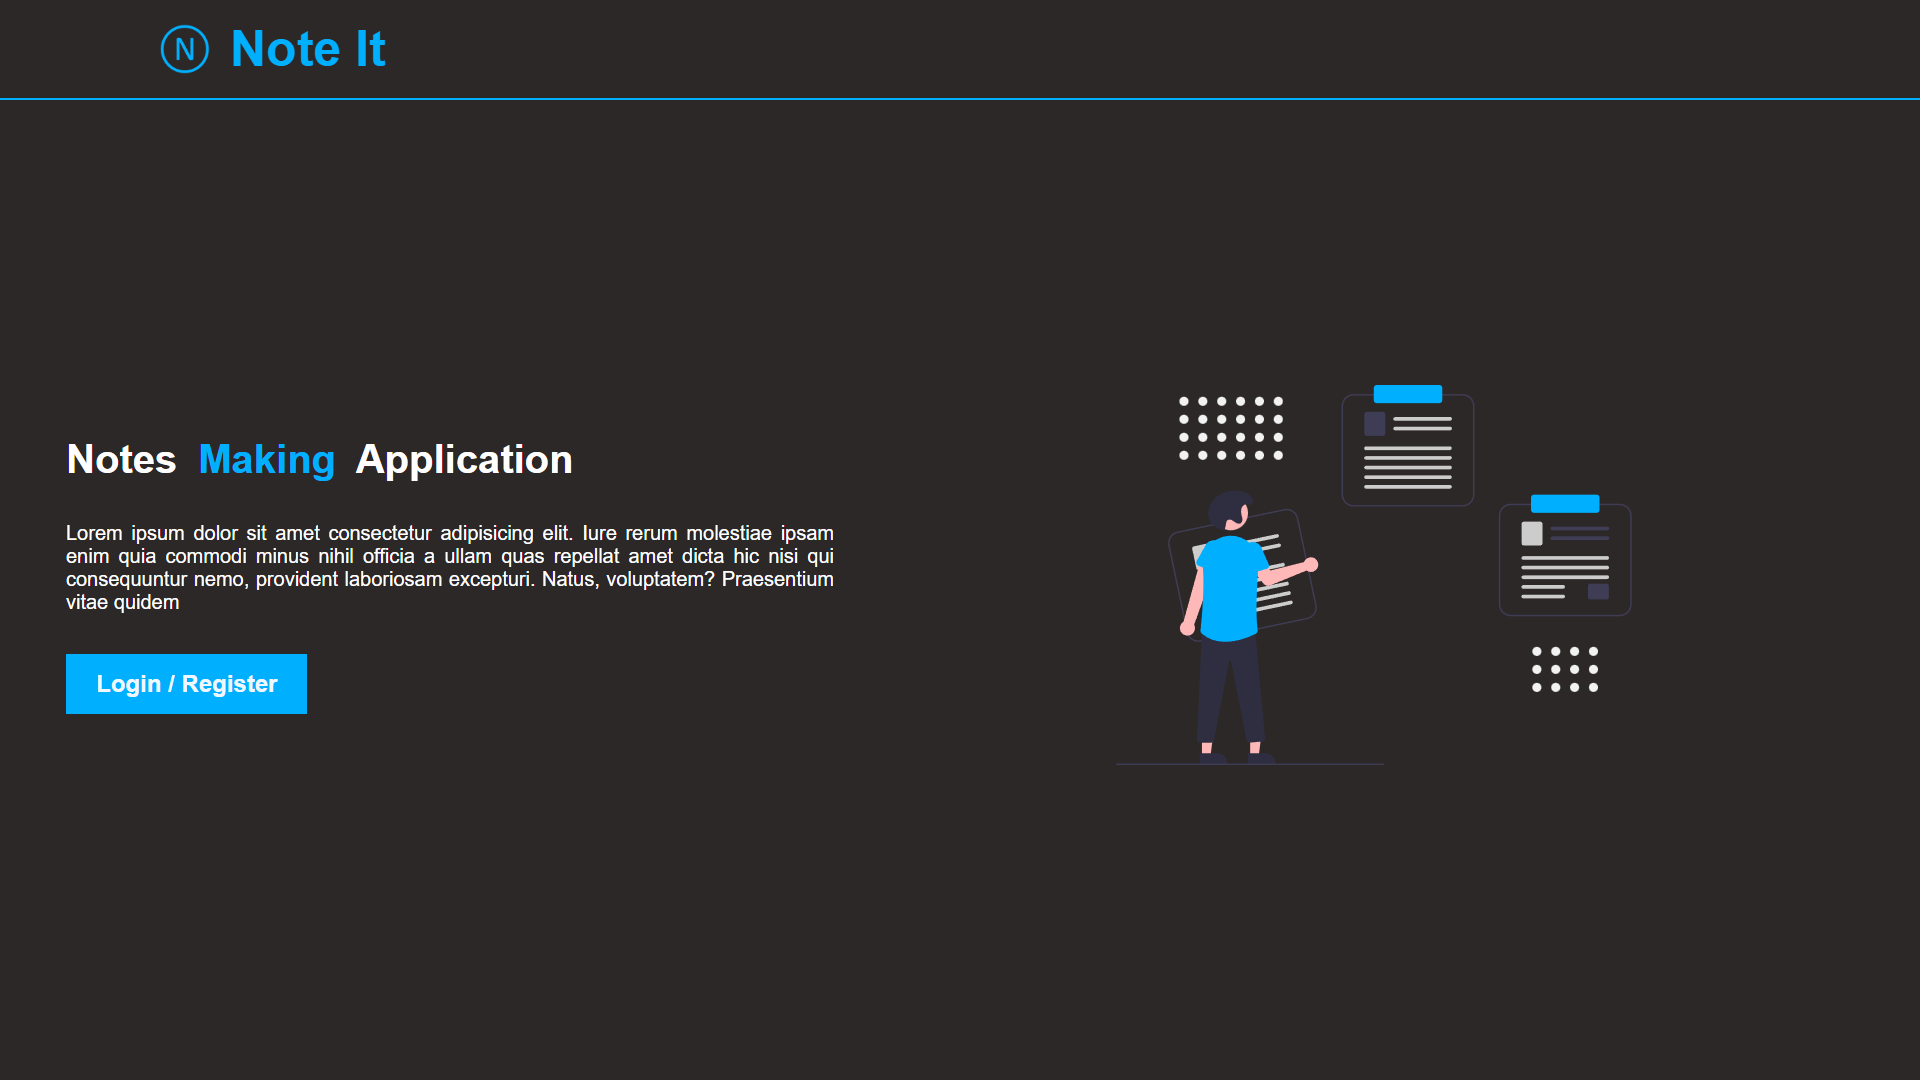 N Note It
Notes Making Application
Lorem ipsum dolor sit amet consectetur adipisicing elit. Iure rerum molestiae ipsam
enim quia commodi minus nihil officia a ullam quas repellat amet dicta hic nisi qui
consequuntur nemo, provident laboriosam excepturi. Natus, voluptatem? Praesentium
vitae quidem
Login / Register